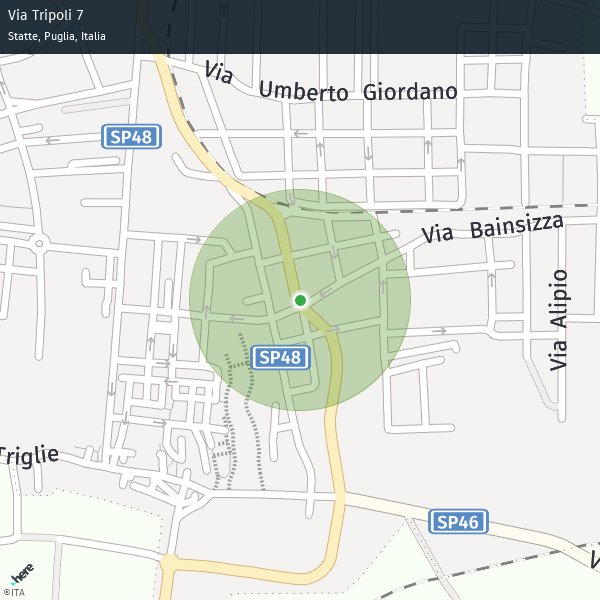 Via Tripoli 7
Statte, Puglia, Italia
Via Umberto Giordano
SP48
Via Bainsizza
Via Alipio
SP48
Triglie
SP46
V
here
©ITA